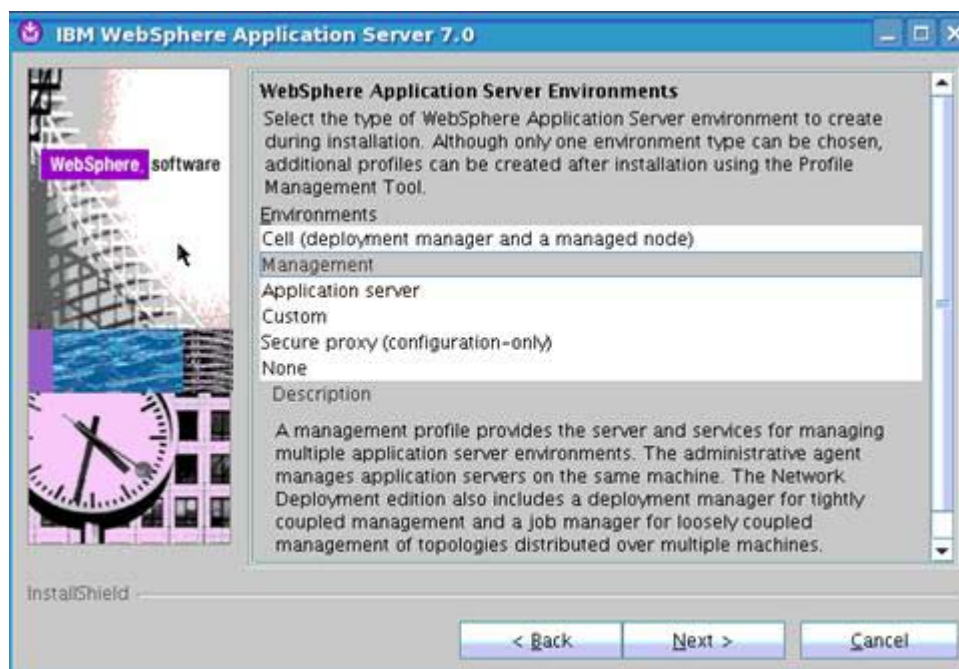 IBM WebSphere Application Server 7.0
WebSphere software
WebSphere Application Server Environments
Select the type of WebSphere Application Server environment to create
during installation. Although only one environment type can be chosen,
additional profiles can be created after installation using the Profile
Management Tool.
Environments
Cell (deployment manager and a managed node)
Management
Application server
Custom
Secure proxy (configuration-only)
None
Description
A management profile provides the server and services for managing
multiple application server environments. The administrative agent
manages application servers on the same machine. The Network
Deployment edition also includes a deployment manager for tightly
coupled management and a job manager for loosely coupled
management of topologies distributed over multiple machines.
InstallShield
< Back Next > Cancel